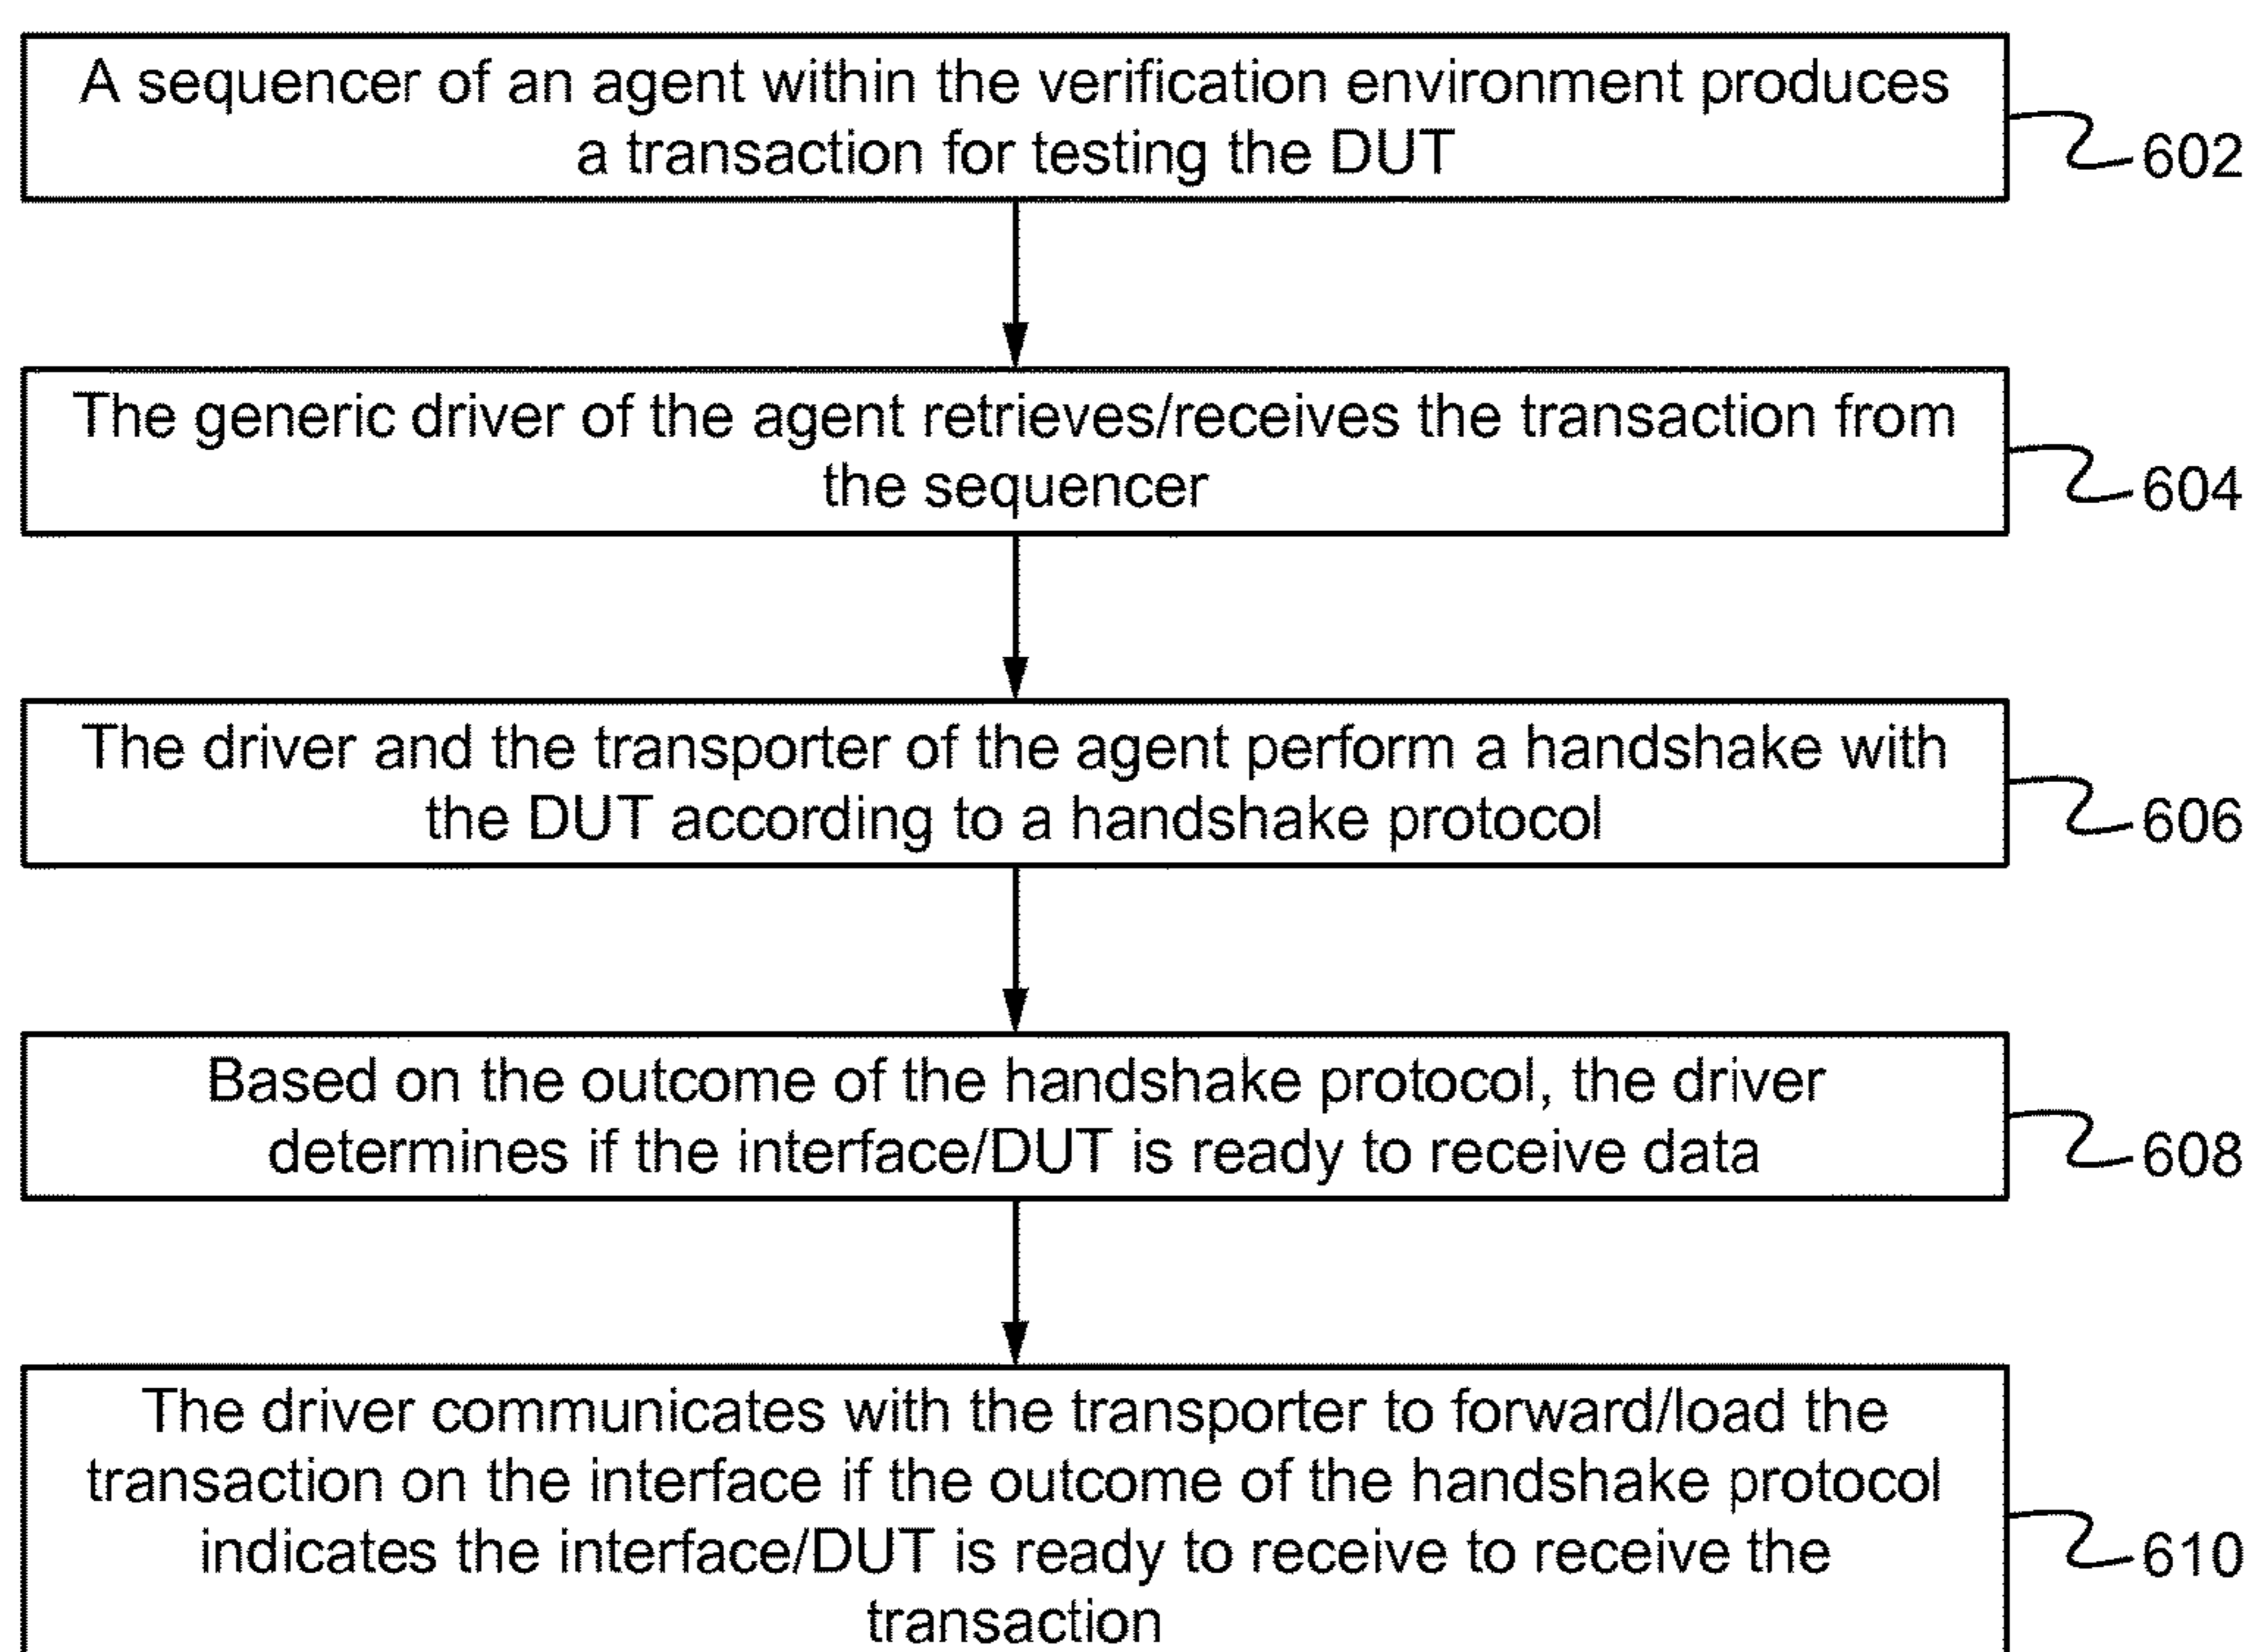 A sequencer of an agent within the verification environment produces
a transaction for testing the DUT
602
The generic driver of the agent retrieves/receives the transaction from
the sequencer
604
The driver and the transporter of the agent perform a handshake with
the DUT according to a handshake protocol
606
Based on the outcome of the handshake protocol, the driver
determines if the interface/DUT is ready to receive data
608
The driver communicates with the transporter to forward/load the
transaction on the interface if the outcome of the handshake protocol
indicates the interface/DUT is ready to receive to receive the
transaction
610